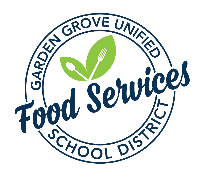 GARDEN GROVE UNIFIED
Food Services
SCHOOL DISTRICT